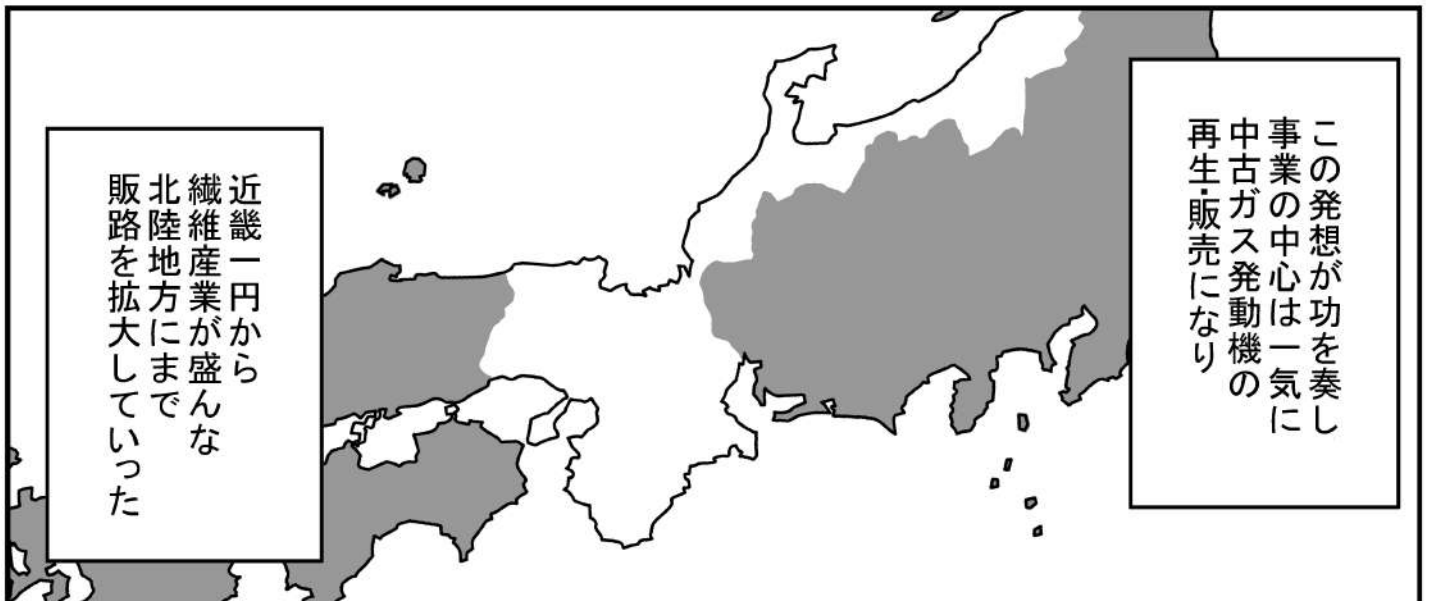 この発想が功を奏し
事業の中心は一気に
中古ガス発動機の
再生・販売になり
近畿一円から
繊維産業が盛んな
北陸地方にまで
販路を拡大していった